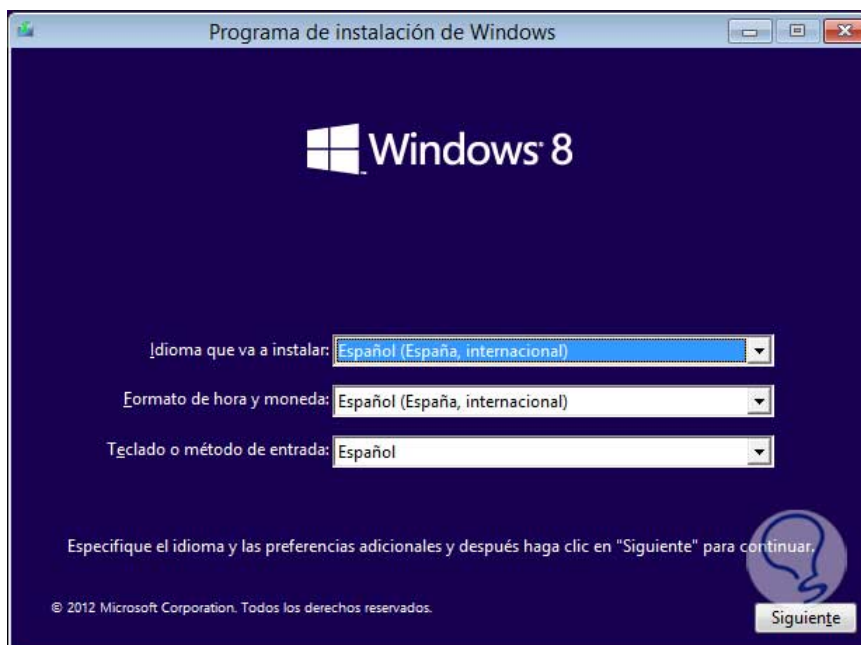 Programa de instalación de Windows
Windows 8
Idioma que va a instalar: Español (España, internacional)
Formato de hora y moneda: Español (España, internacional)
Teclado o método de entrada: Español
Especifique el idioma y las preferencias adicionales y después haga clic en "Siguiente" para continuar.
© 2012 Microsoft Corporation. Todos los derechos reservados.
Siguiente